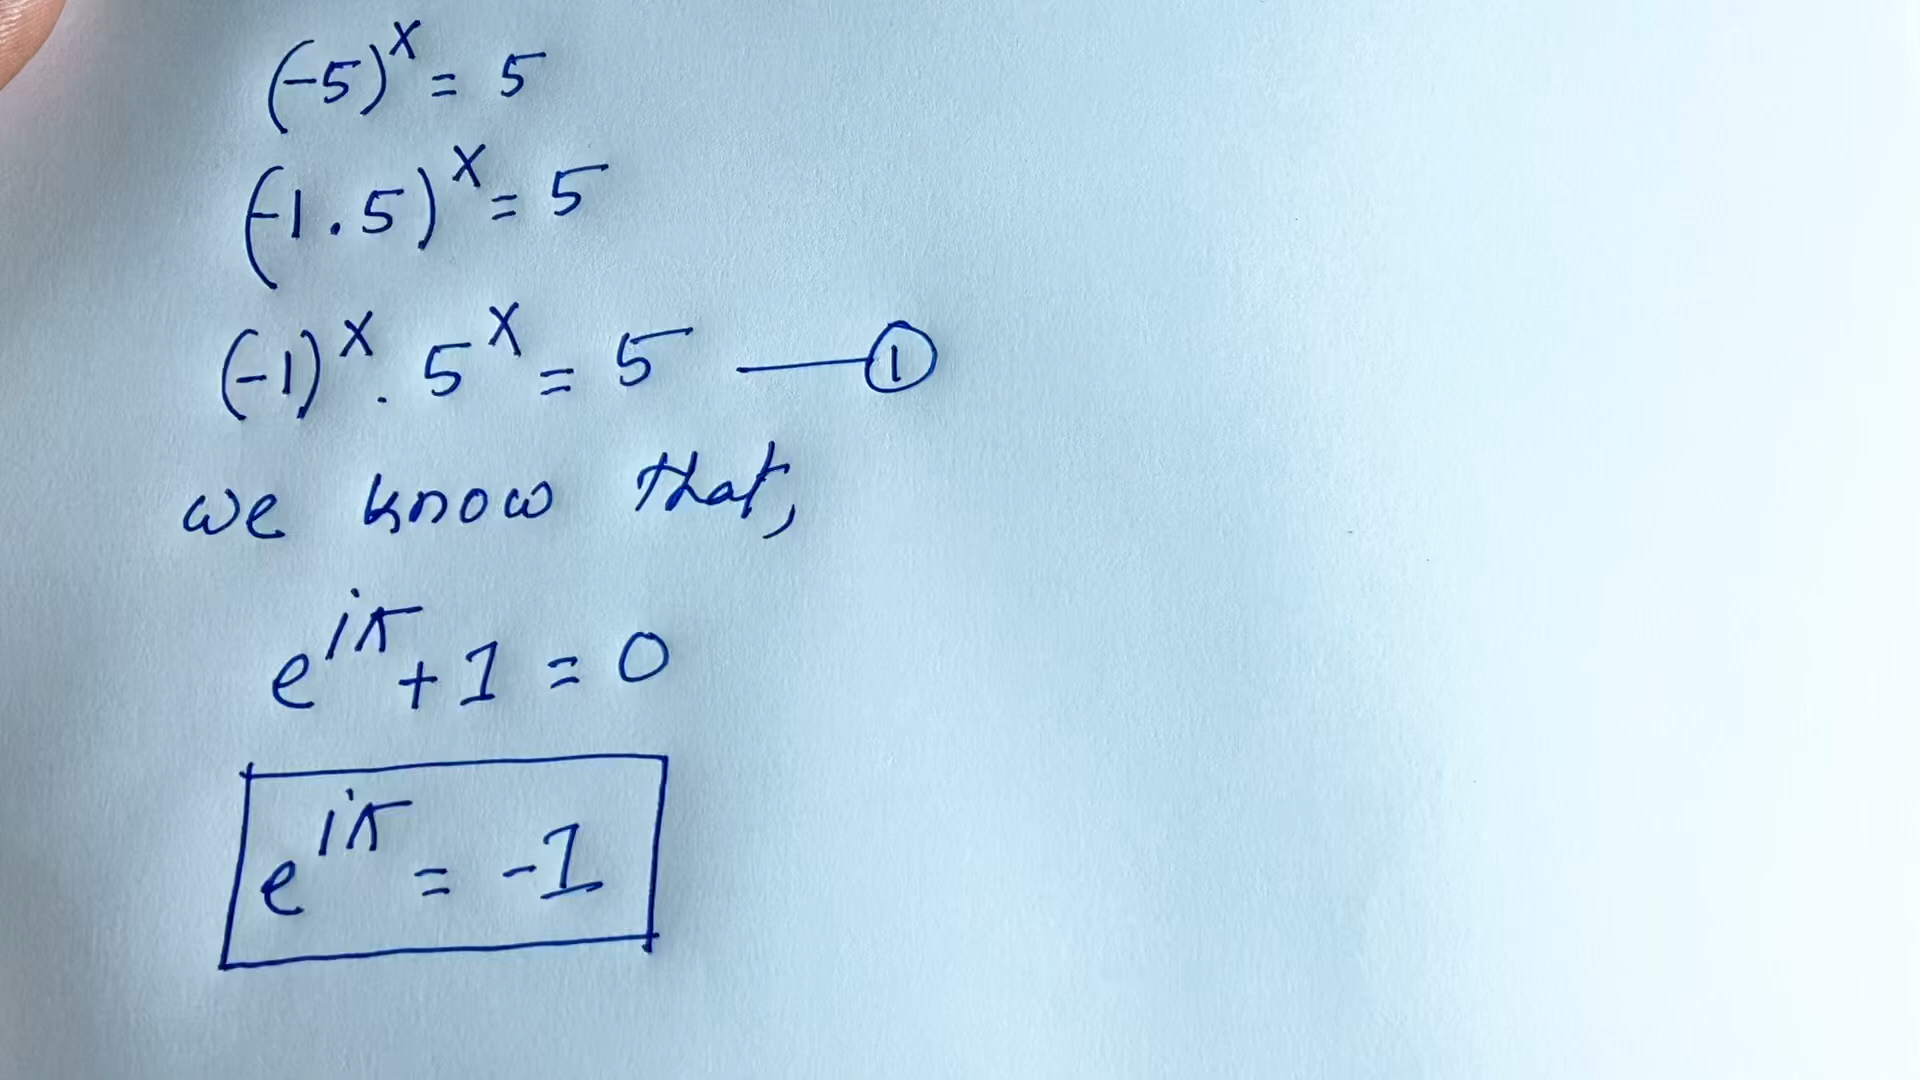 (-5)^x = 5
(-1.5)^x = 5
(-1)^x . 5^x = 5 —— ①
we know that,
e^iπ + 1 = 0
e^iπ = -1